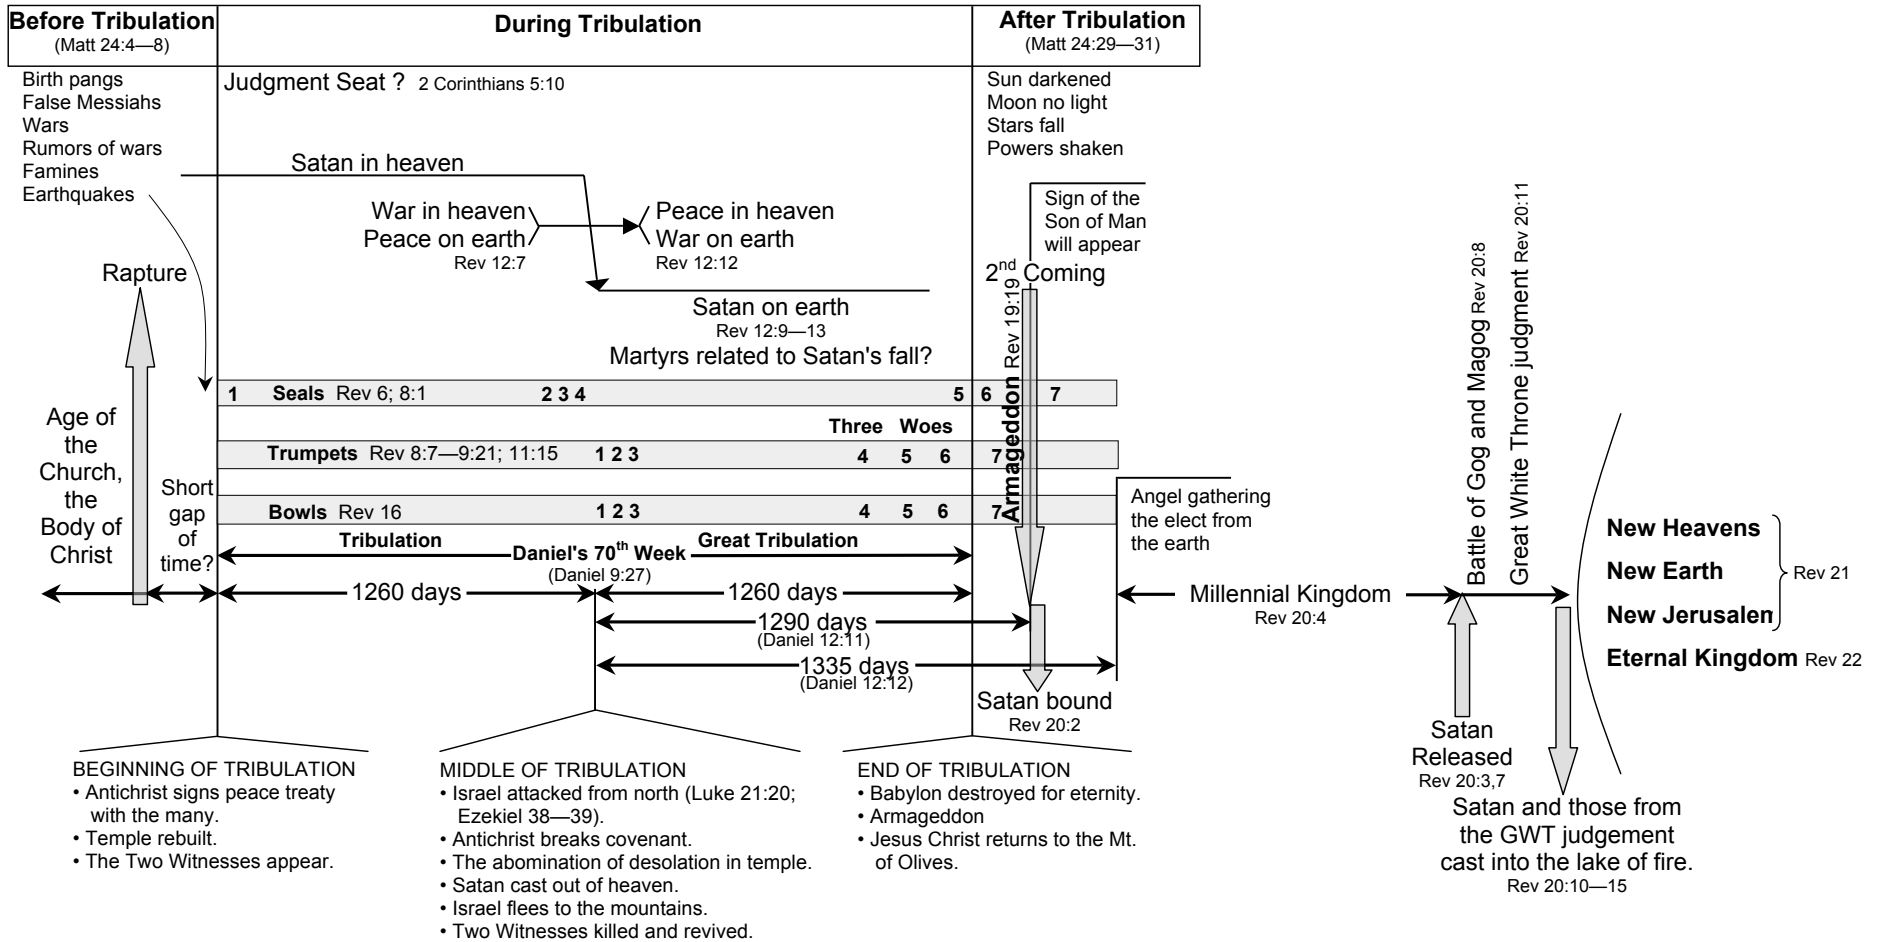 Before Tribulation
(Matt 24:4—8)
During Tribulation
After Tribulation
(Matt 24:29—31)
Birth pangs
False Messiahs
Wars
Rumors of wars
Famines
Earthquakes
Judgment Seat ? 2 Corinthians 5:10
Sun darkened
Moon no light
Stars fall
Powers shaken
Satan in heaven
War in heaven
Peace on earth
Rev 12:7
Peace in heaven
War on earth
Rev 12:12
Satan on earth
Rev 12:9—13
Martyrs related to Satan's fall?
Sign of the
Son of Man
will appear
2nd Coming
Rapture
Age of
the
Church,
the
Body of
Christ
Short
gap
of
time?
1 Seals Rev 6; 8:1 2 3 4 5 6 7
Three Woes
Trumpets Rev 8:7—9:21; 11:15 1 2 3 4 5 6 7
Bowls Rev 16 1 2 3 4 5 6 7
Armageddon Rev 19:19
Angel gathering
the elect from
the earth
Tribulation
Daniel's 70th Week
(Daniel 9:27)
Great Tribulation
1260 days
1260 days
1290 days
(Daniel 12:11)
1335 days
(Daniel 12:12)
Satan bound
Rev 20:2
Millennial Kingdom
Rev 20:4
Battle of Gog and Magog Rev 20:8
Great White Throne judgment Rev 20:11
New Heavens
New Earth
New Jerusalem
Rev 21
Eternal Kingdom Rev 22
Satan
Released
Rev 20:3,7
Satan and those from
the GWT judgement
cast into the lake of fire.
Rev 20:10—15
BEGINNING OF TRIBULATION
• Antichrist signs peace treaty
with the many.
• Temple rebuilt.
• The Two Witnesses appear.
MIDDLE OF TRIBULATION
• Israel attacked from north (Luke 21:20;
Ezekiel 38—39).
• Antichrist breaks covenant.
• The abomination of desolation in temple.
• Satan cast out of heaven.
• Israel flees to the mountains.
• Two Witnesses killed and revived.
END OF TRIBULATION
• Babylon destroyed for eternity.
• Armageddon
• Jesus Christ returns to the Mt.
of Olives.